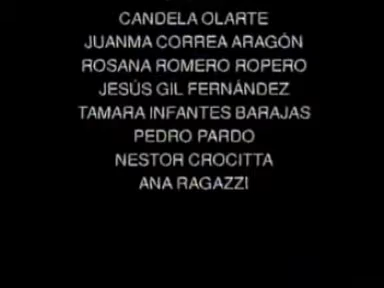 CANDELA OLARTE
JUANMA CORREA ARAGÓN
ROSANA ROMERO ROPERO
JESÚS GIL FERNÁNDEZ
TAMARA INFANTES BARAJAS
PEDRO PARDO
NESTOR CROCITTA
ANA RAGAZZI